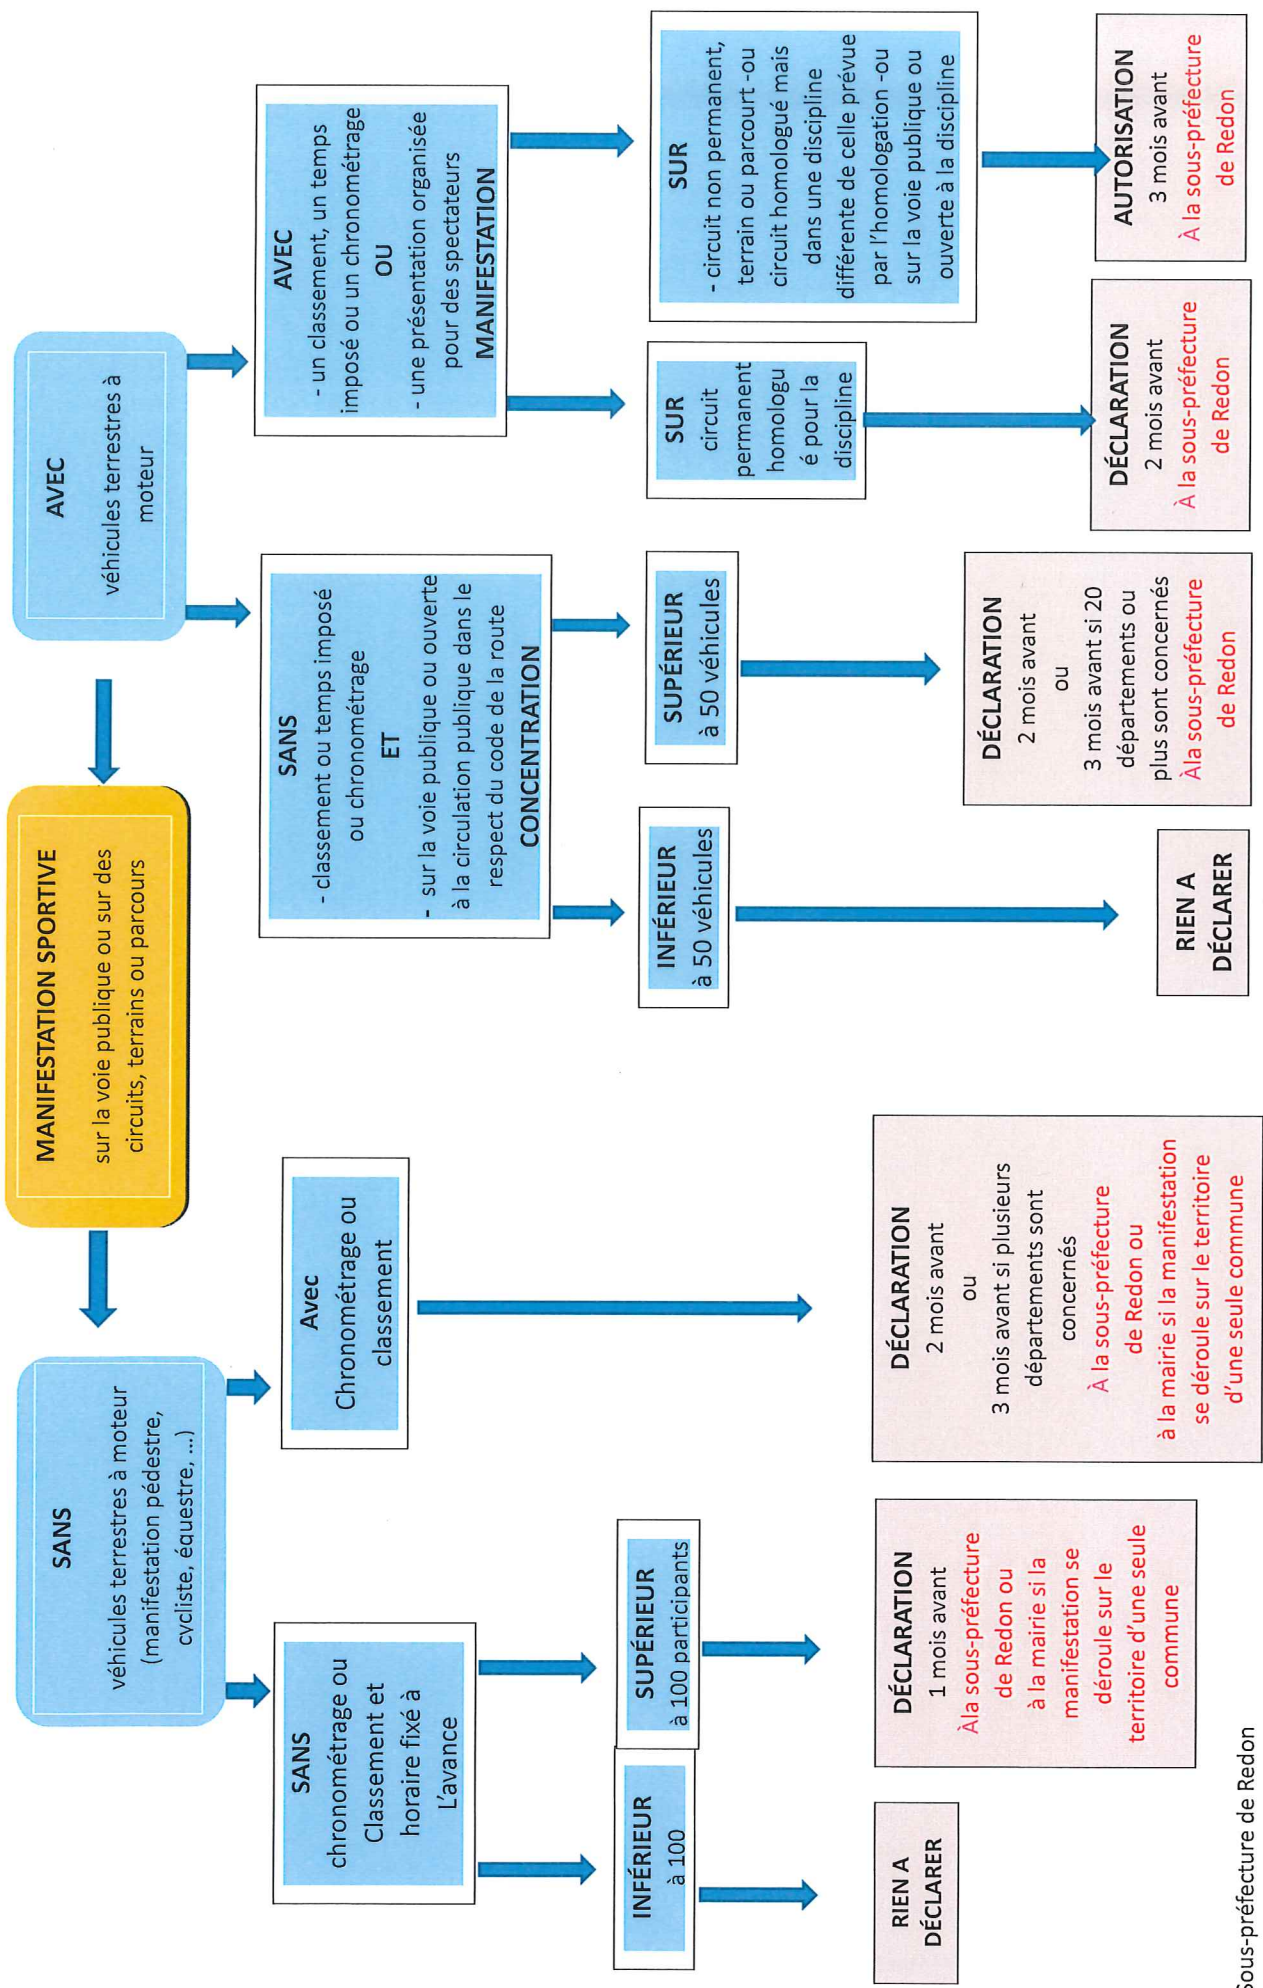 MANIFESTATION SPORTIVE
sur la voie publique ou sur des
circuits, terrains ou parcours
SANS
véhicules terrestres à moteur
(manifestation pédestre,
cycliste, équestre, ...)
AVEC
véhicules terrestres à
moteur
SANS
chronométrage ou
Classement et
horaire fixé à
L'avance
Avec
Chronométrage ou
classement
SANS
- classement ou temps imposé
ou chronométrage
ET
- sur la voie publique ou ouverte
à la circulation publique dans le
respect du code de la route
CONCENTRATION
AVEC
- un classement, un temps
imposé ou un chronométrage
OU
- une présentation organisée
pour des spectateurs
MANIFESTATION
INFÉRIEUR
à 100
SUPÉRIEUR
à 100 participants
INFÉRIEUR
à 50 véhicules
SUPÉRIEUR
à 50 véhicules
SUR
circuit
permanent
homologu
é pour la
discipline
SUR
- circuit non permanent,
terrain ou parcourt -ou
circuit homologué mais
dans une discipline
différente de celle prévue
par l'homologation -ou
sur la voie publique ou
ouverte à la discipline
RIEN A
DÉCLARER
DÉCLARATION
1 mois avant
Àla sous-préfecture
de Redon ou
à la mairie si la
manifestation se
déroule sur le
territoire d'une seule
commune
DÉCLARATION
2 mois avant
ou
3 mois avant si plusieurs
départements sont
concernés
À la sous-préfecture
de Redon ou
à la mairie si la manifestation
se déroule sur le territoire
d'une seule commune
RIEN A
DÉCLARER
DÉCLARATION
2 mois avant
ou
3 mois avant si 20
départements ou
plus sont concernés
Àla sous-préfecture
de Redon
DÉCLARATION
2 mois avant
À la sous-préfecture
de Redon
AUTORISATION
3 mois avant
À la sous-préfecture
de Redon
Sous-préfecture de Redon